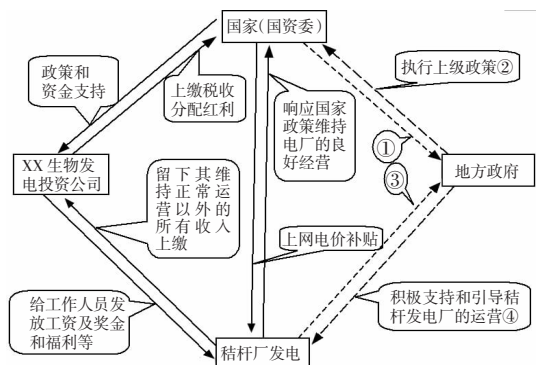 国家(国资委)
政策和
资金支持
上缴税收
分配红利
响应国家
政策维持
电厂的良
好经营
执行上级政策②
①
③
XX生物发
电投资公司
地方政府
留下其维
持正常运
营以外的
所有收入
上缴
上网电价补贴
给工作人员发
放工资及奖金
和福利等
积极支持和引导秸
秆发电厂的运营④
秸秆厂发电